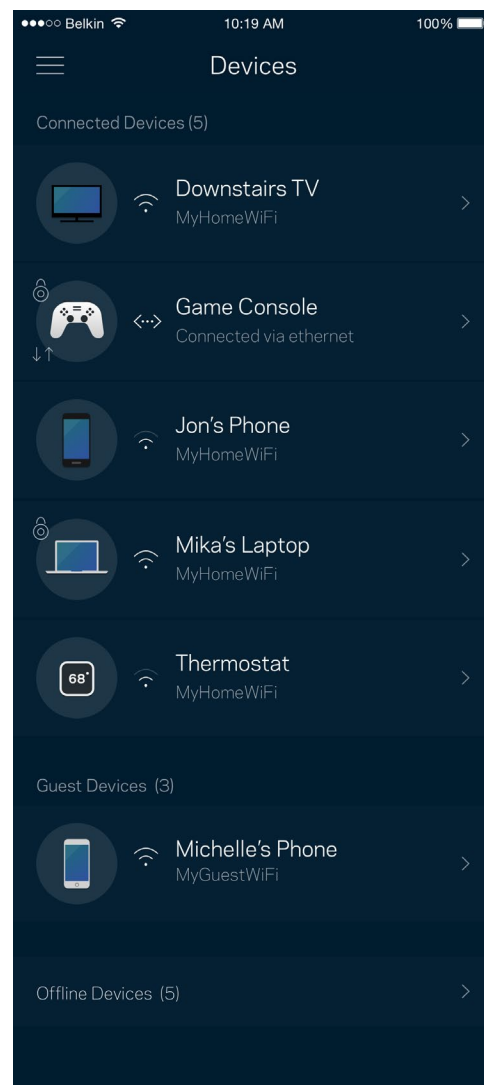 Belkin 10:19 AM 100%
Devices
Connected Devices (5)
Downstairs TV
MyHomeWiFi
Game Console
Connected via ethernet
Jon's Phone
MyHomeWiFi
Mika's Laptop
MyHomeWiFi
68°
Thermostat
MyHomeWiFi
Guest Devices (3)
Michelle's Phone
MyGuestWiFi
Offline Devices (5)